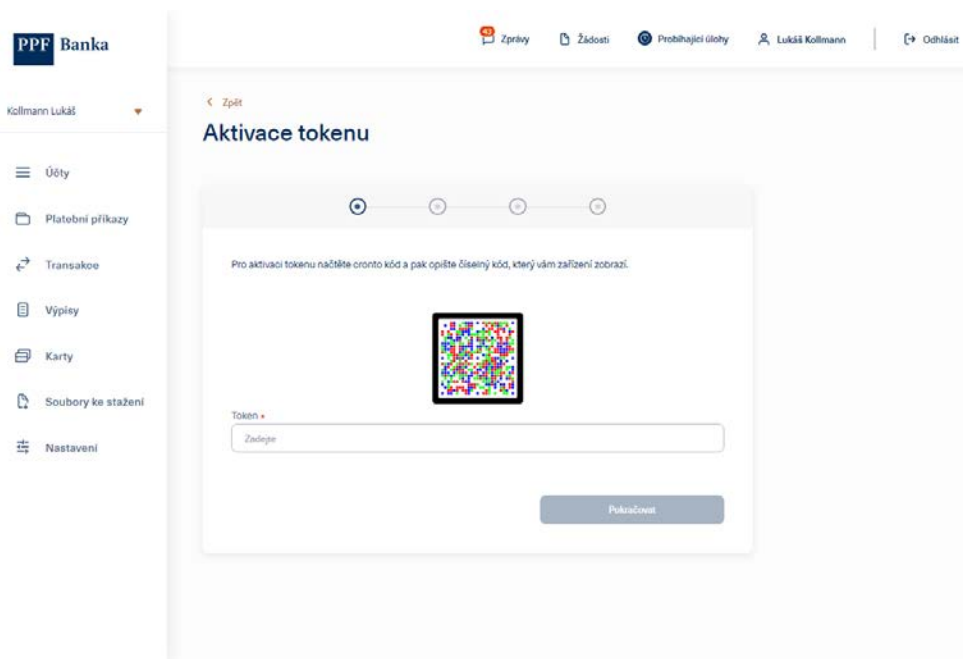 PPF Banka
43
Zprávy
Žádosti
Probíhající úlohy
Lukáš Kollmann
Odhlásit
Kollmann Lukáš
Zpět
Aktivace tokenu
Účty
Platební příkazy
Transakce
Výpisy
Karty
Soubory ke stažení
Nastavení
Pro aktivaci tokenu načtěte cronto kód a pak opište číselný kód, který vám zařízení zobrazí.
Token
Zadejte
Pokračovat